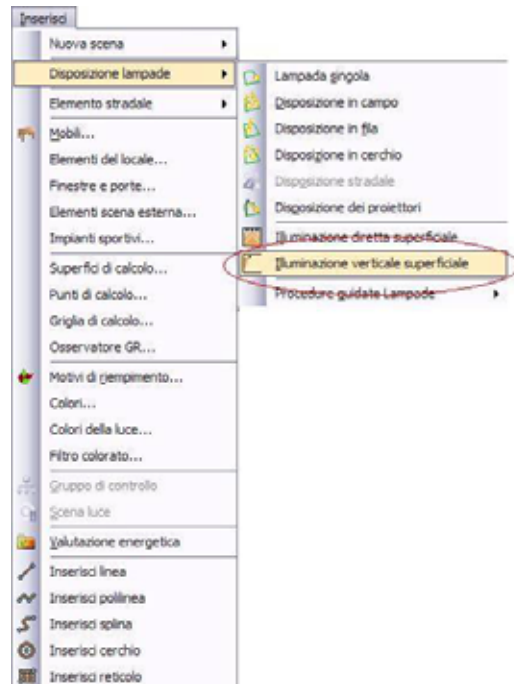 Inserisci
Nuova scena
Disposizione lampade
Elemento stradale
Mobili...
Elementi del locale...
Finestre e porte...
Elementi scena esterna...
Impianti sportivi...
Superfici di calcolo...
Punti di calcolo...
Griglia di calcolo...
Osservatore GR...
Motivi di riempimento...
Colori...
Colori della luce...
Filtro colorato...
Gruppo di controllo
Scena luce
Valutazione energetica
Inserisci linea
Inserisci polilinea
Inserisci splina
Inserisci cerchio
Inserisci reticolo
Lampada singola
Disposizione in campo
Disposizione in fila
Disposizione in cerchio
Disposizione stradale
Disposizione dei proiettori
Illuminazione diretta superficiale
Illuminazione verticale superficiale
Procedure guidate Lampade